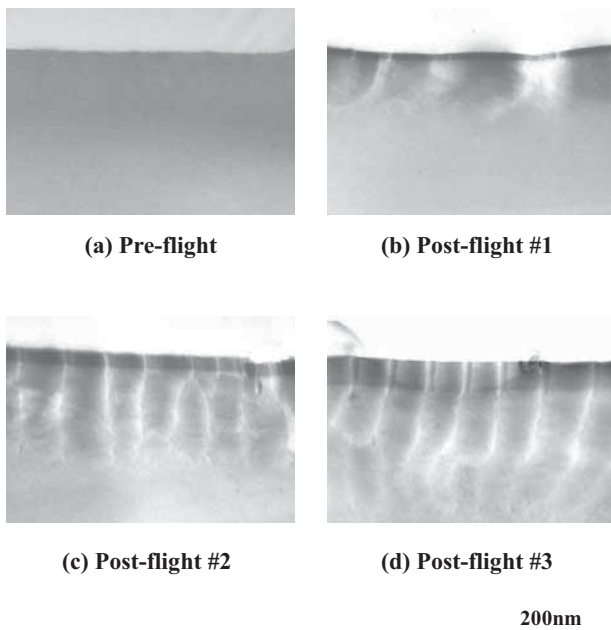 (a) Pre-flight
(b) Post-flight #1
(c) Post-flight #2
(d) Post-flight #3
200nm